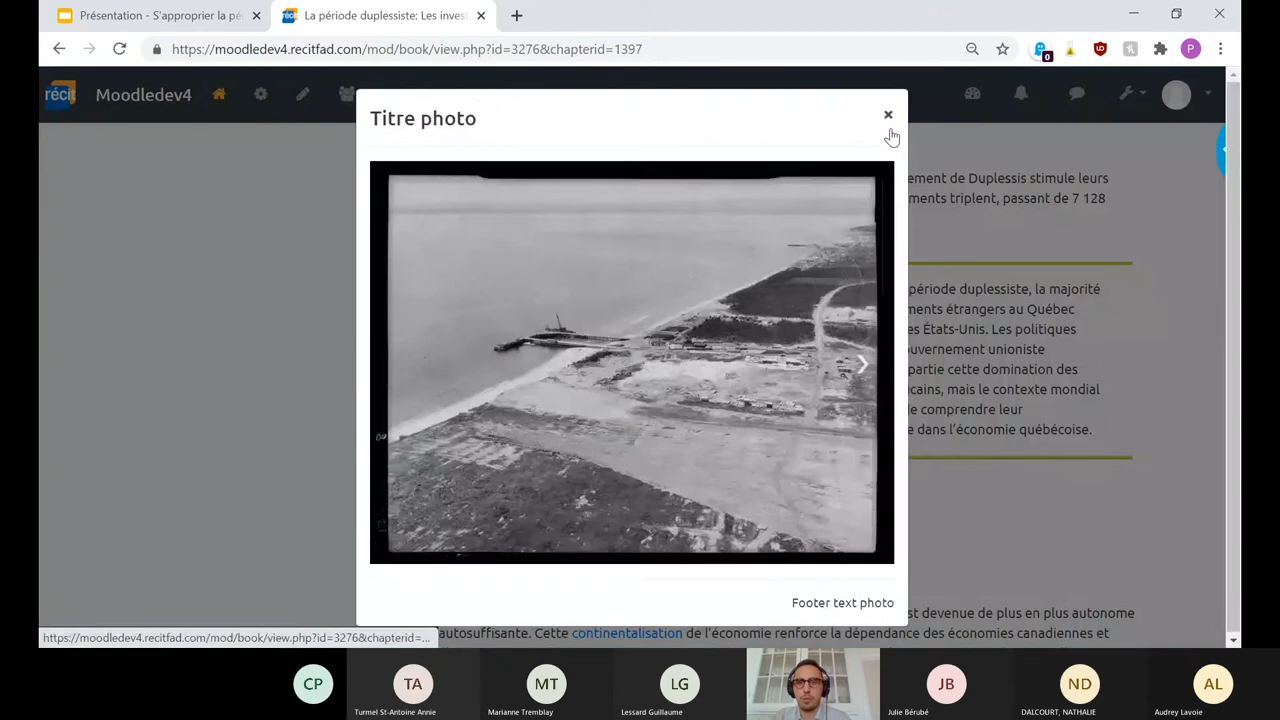 Présentation - S'approprier la pé
La période duplessiste: Les invest
https://moodledev4.recitfad.com/mod/book/view.php?id=3276&chapterid=1397
0
P
récit
Moodledev4
Titre photo
ement de Duplessis stimule leurs
ments triplent, passant de 7 128
période duplessiste, la majorité
ments étrangers au Québec
es États-Unis. Les politiques
ouvernement unioniste
partie cette domination des
icains, mais le contexte mondial
de comprendre leur
e dans l'économie québécoise.
Footer text photo
st devenue de plus en plus autonome
https://moodledev4.recitfad.com/mod/book/view.php?id=3276&chapterid=...
autosuffisante. Cette continentalisation de l'économie renforce la dépendance des économies canadiennes et
CP
TA
MT
LG
JB
ND
AL
Turmel St-Antoine Annie
Marianne Tremblay
Lessard Guillaume
Julie Bérubé
DALCOURT, NATHALIE
Audrey Lavoie